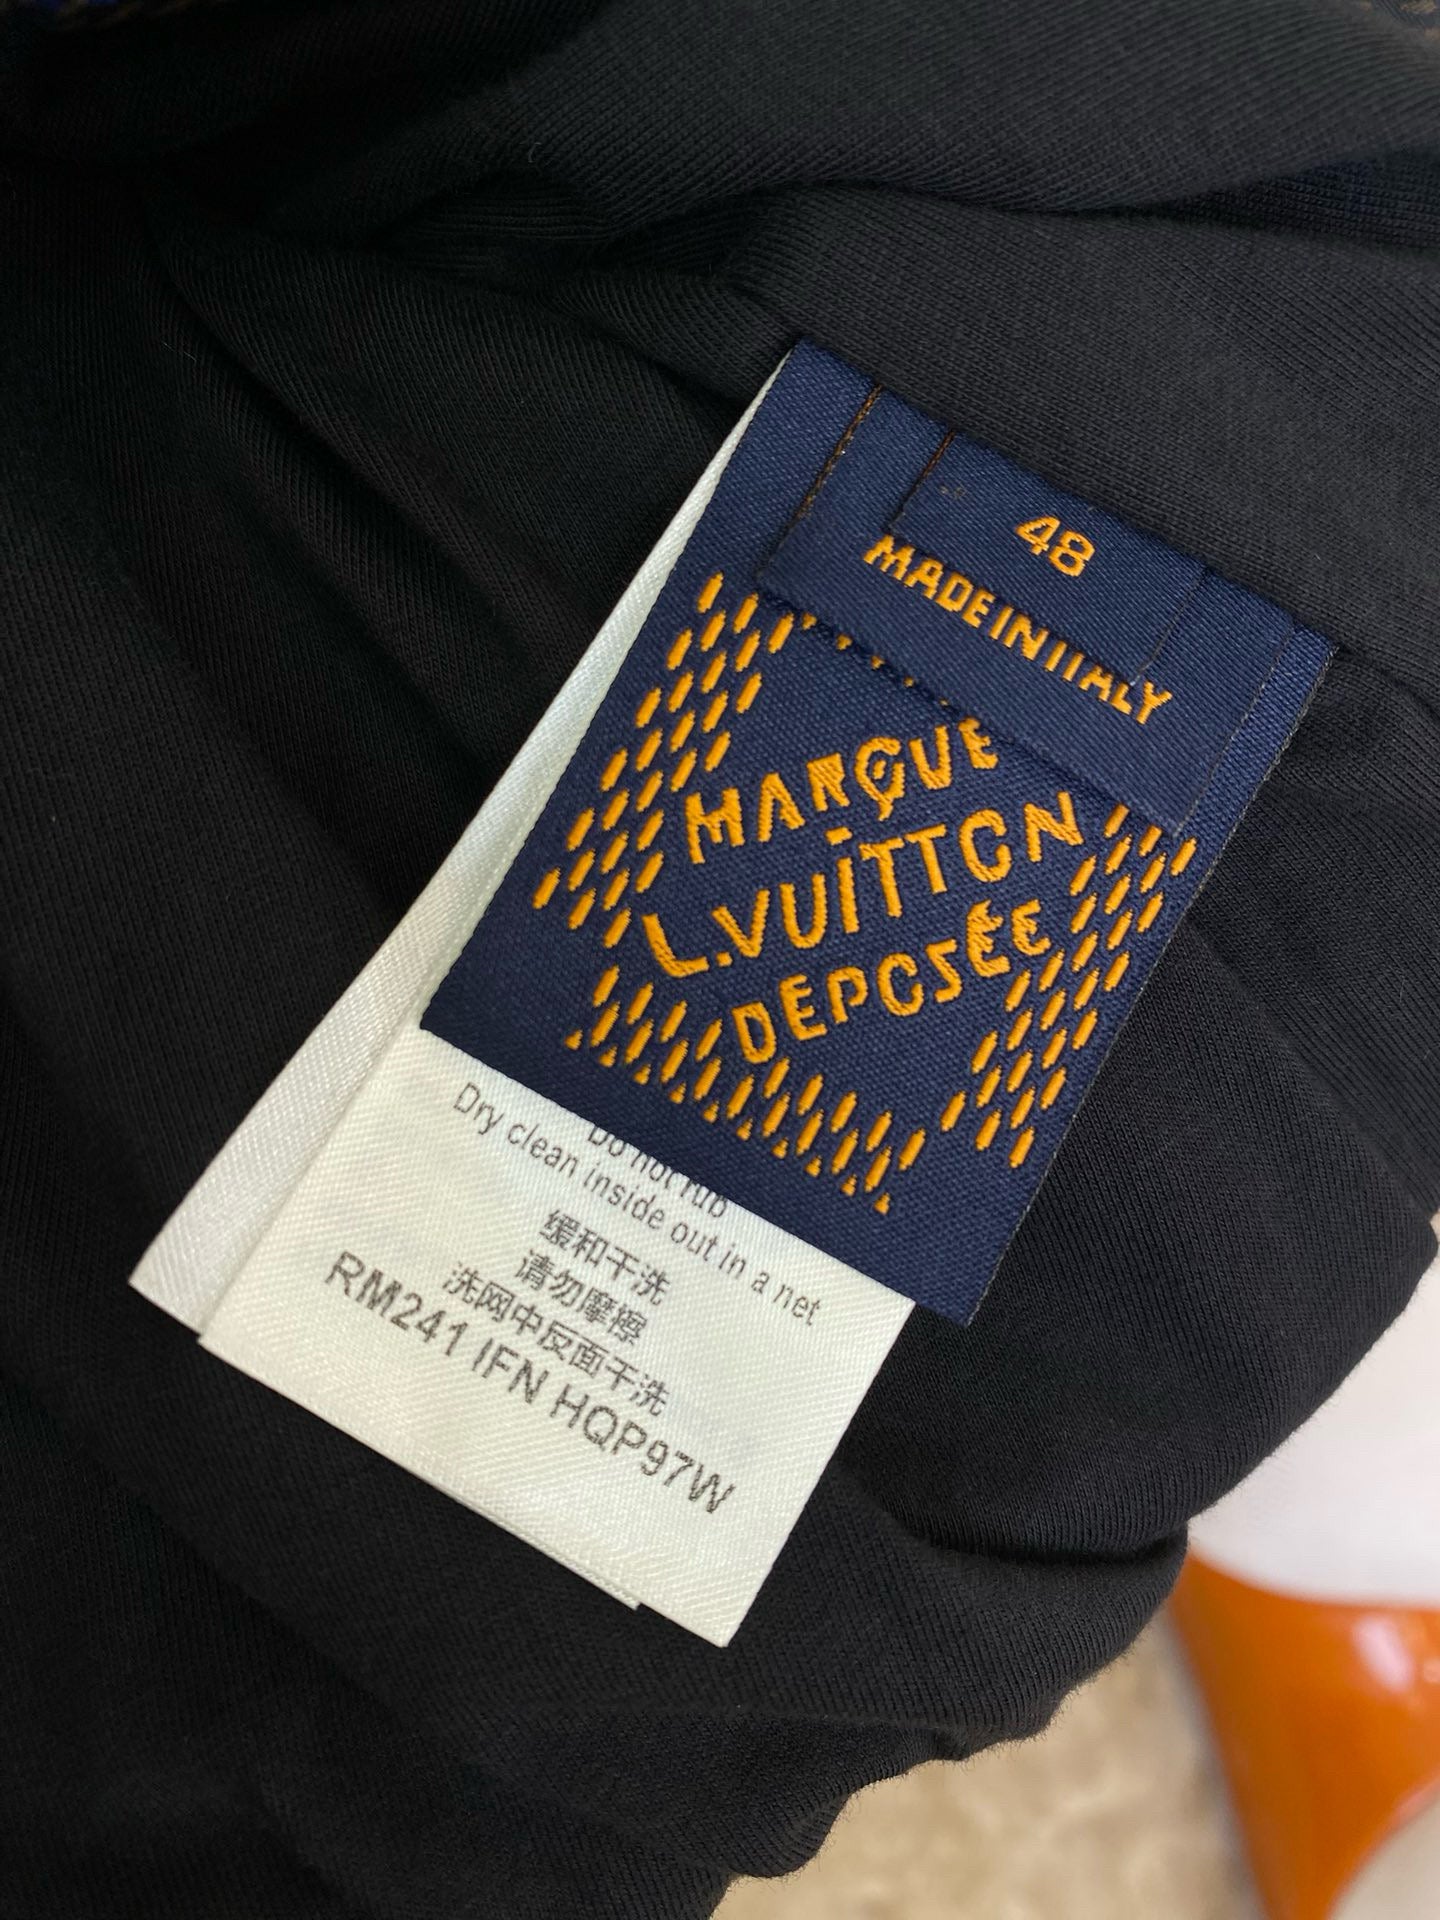 48
MADE IN ITALY
MARQUE
L.VUITTON
DEPOSÉE
Do not rub
Dry clean inside out in a net
缓和干洗
请勿摩擦
洗网中反面干洗
RM241 IFN HQP97W